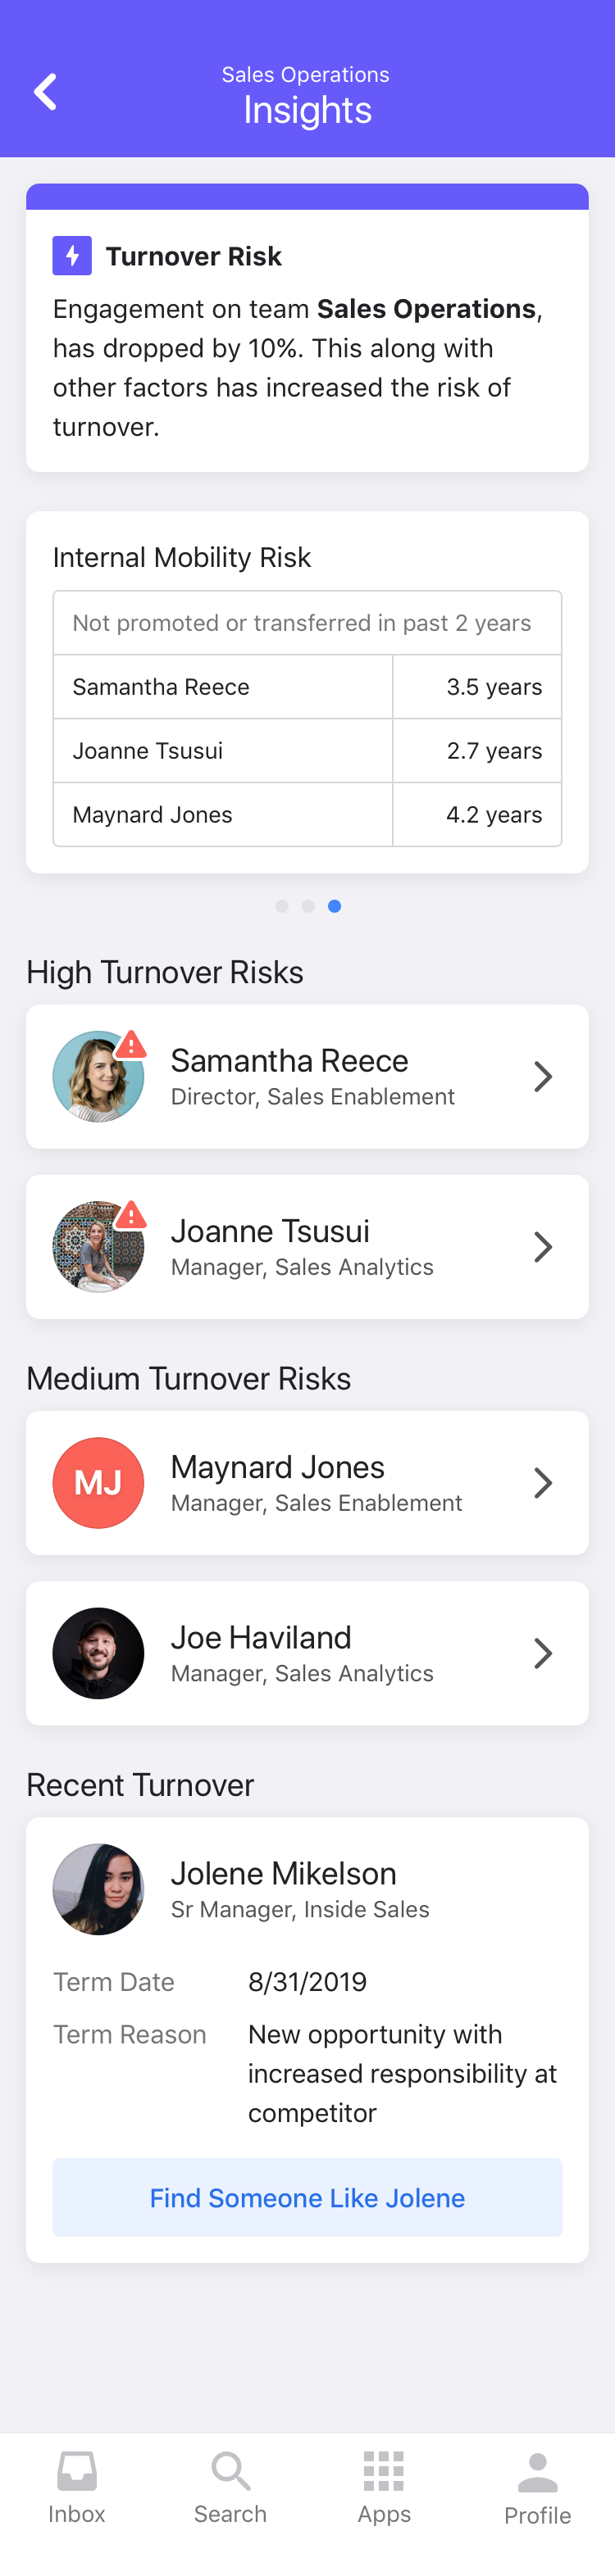 Sales Operations
Insights
Turnover Risk
Engagement on team Sales Operations,
has dropped by 10%. This along with
other factors has increased the risk of
turnover.
Internal Mobility Risk
Not promoted or transferred in past 2 years
Samantha Reece 3.5 years
Joanne Tsusui 2.7 years
Maynard Jones 4.2 years
High Turnover Risks
Samantha Reece
Director, Sales Enablement
Joanne Tsusui
Manager, Sales Analytics
Medium Turnover Risks
MJ
Maynard Jones
Manager, Sales Enablement
Joe Haviland
Manager, Sales Analytics
Recent Turnover
Jolene Mikelson
Sr Manager, Inside Sales
Term Date 8/31/2019
Term Reason New opportunity with
increased responsibility at
competitor
Find Someone Like Jolene
Inbox Search Apps Profile